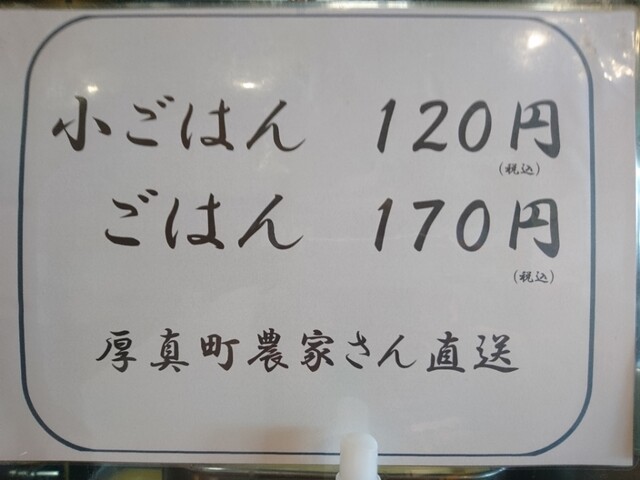 小ごはん 120円
(税込)
ごはん 170円
(税込)
厚真町農家さん直送